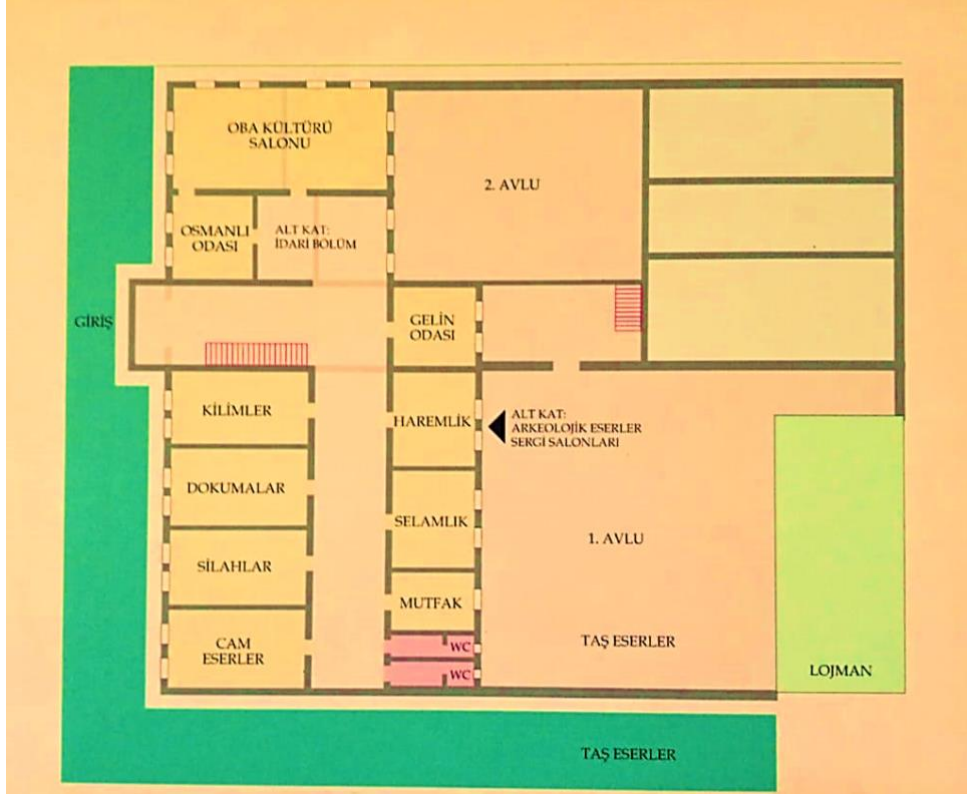 OBA KÜLTÜRÜ
SALONU
2. AVLU
OSMANLI
ODASI
ALT KAT:
İDARİ BÖLÜM
GİRİŞ
GELİN
ODASI
KİLİMLER
HAREMLİK
ALT KAT:
ARKEOLOJİK ESERLER
SERGİ SALONLARI
DOKUMALAR
SELAMLIK
1. AVLU
SİLAHLAR
MUTFAK
CAM
ESERLER
WC
WC
TAŞ ESERLER
LOJMAN
TAŞ ESERLER